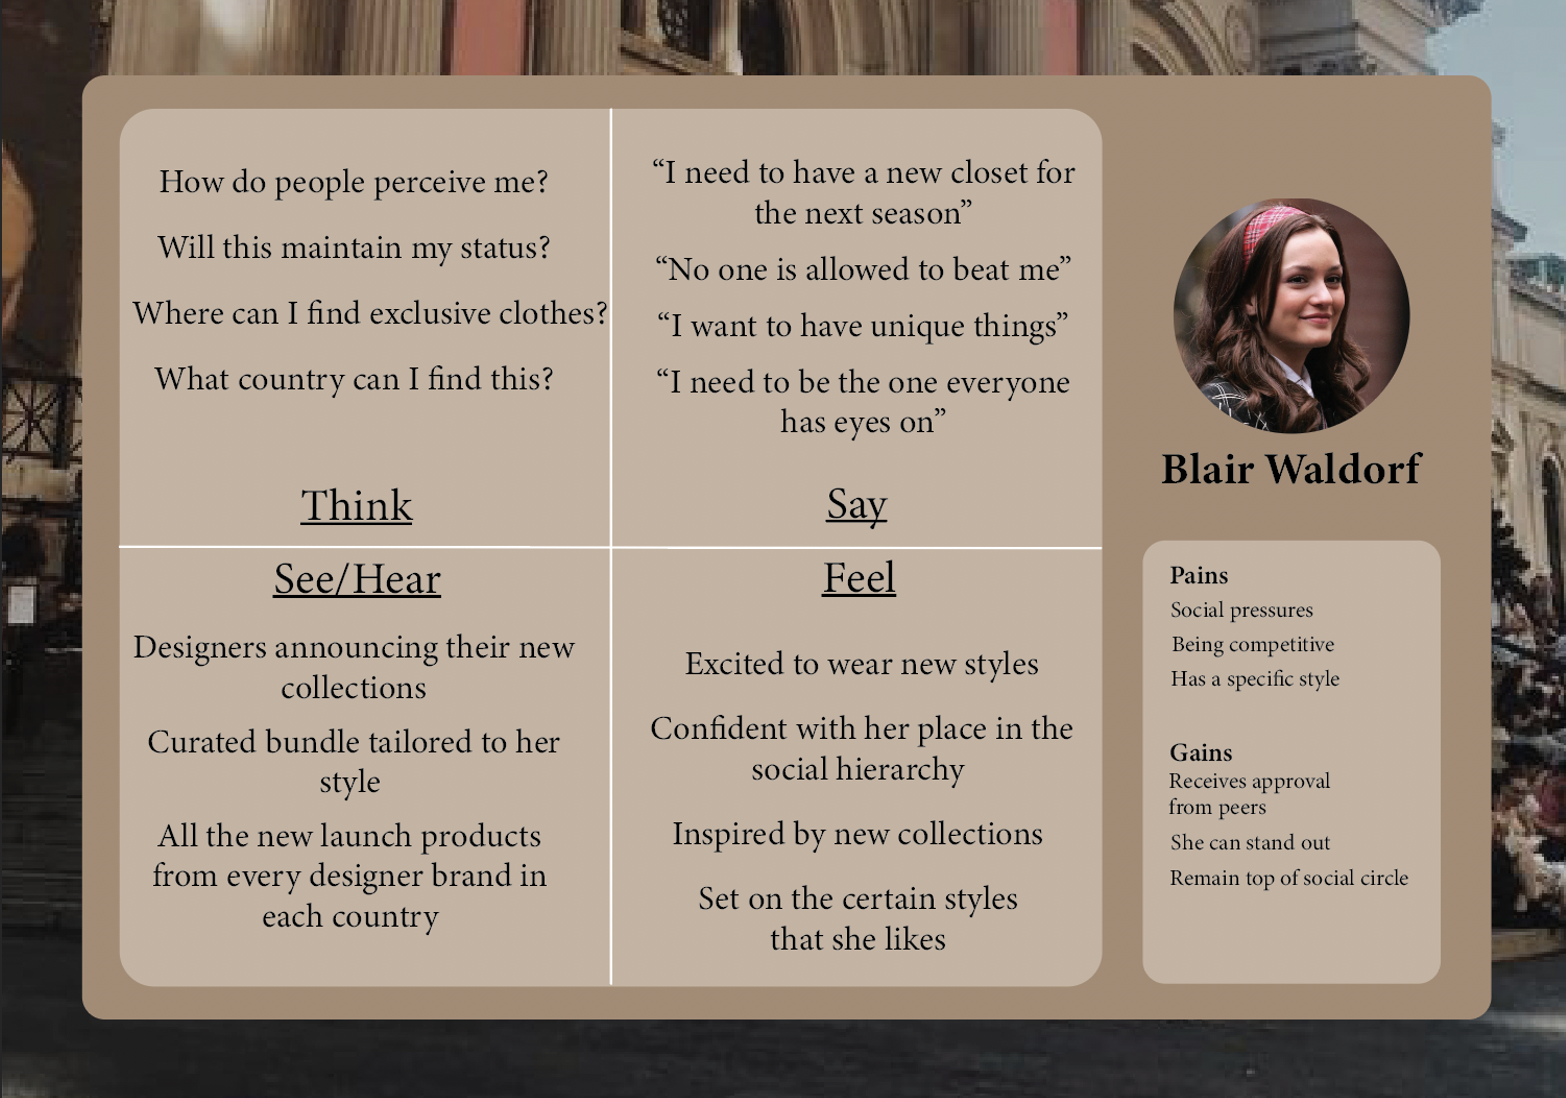 How do people perceive me?
Will this maintain my status?
Where can I find exclusive clothes?
What country can I find this?
Think
“I need to have a new closet for
the next season”
“No one is allowed to beat me”
“I want to have unique things”
“I need to be the one everyone
has eyes on”
Say
See/Hear
Designers announcing their new
collections
Curated bundle tailored to her
style
All the new launch products
from every designer brand in
each country
Feel
Excited to wear new styles
Confident with her place in the
social hierarchy
Inspired by new collections
Set on the certain styles
that she likes
Blair Waldorf
Pains
Social pressures
Being competitive
Has a specific style
Gains
Receives approval
from peers
She can stand out
Remain top of social circle